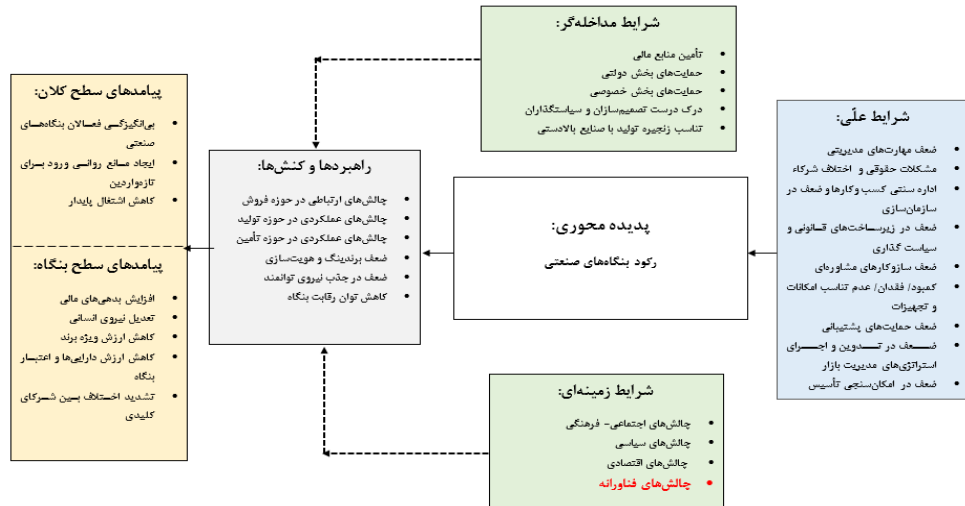 شرایط مداخله‌گر:
تأمین منابع مالی
حمایت‌های بخش دولتی
حمایت‌های بخش خصوصی
درک درست تصمیم‌سازان و سیاستگذاران
تناسب زنجیره تولید با صنایع بالادستی
شرایط علّی:
ضعف مهارت‌های مدیریتی
مشکلات حقوقی و اختلاف شرکاء
اداره سنتی کسب وکارها و ضعف در
سازمان‌سازی
ضعف در زیرساخت‌های قانونی و
سیاست گذاری
ضعف سازوکارهای مشاوره‌ای
کمبود/ فقدان/ عدم تناسب امکانات
و تجهیزات
ضعف حمایت‌های پشتیبانی
ضعف در تدوین و اجرای
استراتژی‌های مدیریت بازار
ضعف در امکان‌سنجی تأسیس
پدیده محوری:
رکود بنگاه‌های صنعتی
راهبردها و کنش‌ها:
چالش‌های ارتباطی در حوزه فروش
چالش‌های عملکردی در حوزه تولید
چالش‌های عملکردی در حوزه تأمین
ضعف برندینگ و هویت‌سازی
ضعف در جذب نیروی توانمند
کاهش توان رقابت بنگاه
شرایط زمینه‌ای:
چالش‌های اجتماعی- فرهنگی
چالش‌های سیاسی
چالش‌های اقتصادی
چالش‌های فناورانه
پیامدهای سطح کلان:
بی‌انگیزگی فعالان بنگاه‌های
صنعتی
ایجاد مانع روانی ورود برای
تازه‌واردین
کاهش اشتغال پایدار
پیامدهای سطح بنگاه:
افزایش بدهی‌های مالی
تعدیل نیروی انسانی
کاهش ارزش ویژه برند
کاهش ارزش دارایی‌ها و اعتبار
بنگاه
تشدید اختلاف بین شرکای
کلیدی